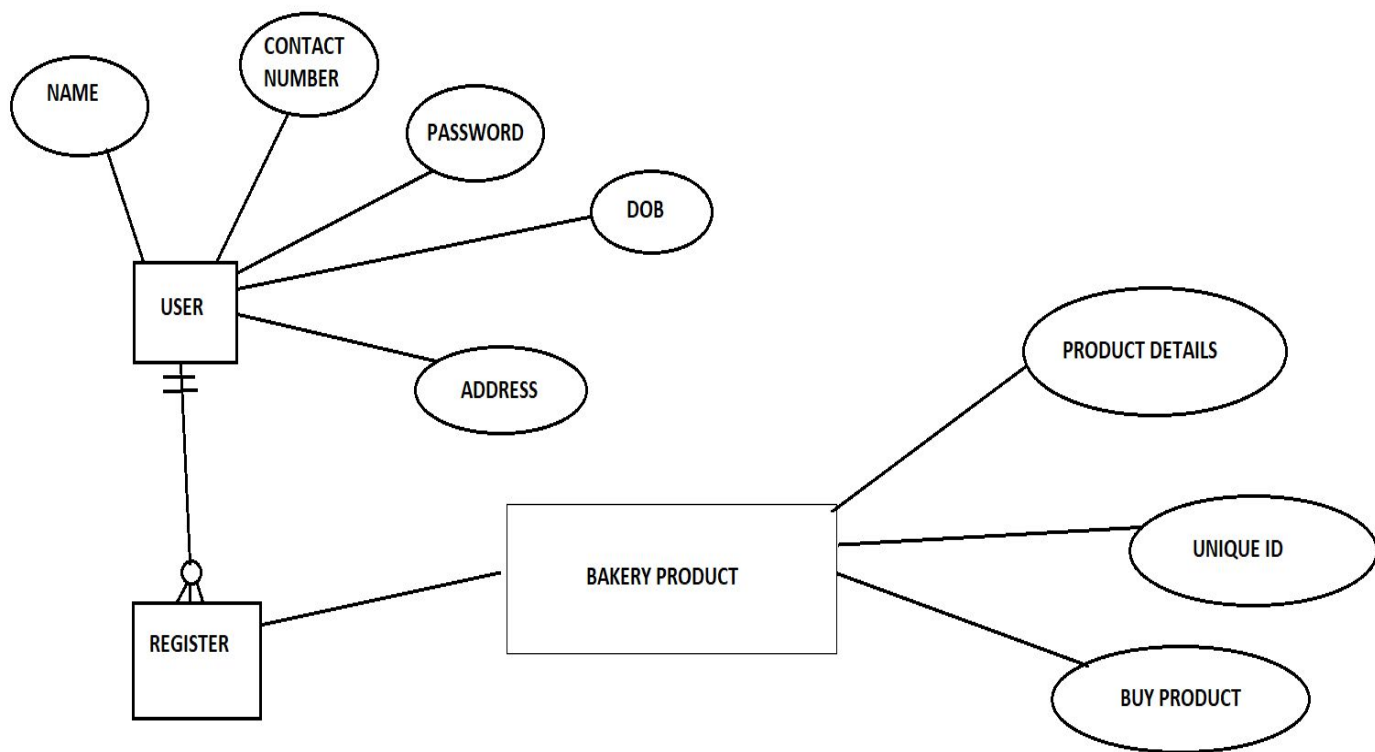 NAME
CONTACT
NUMBER
PASSWORD
DOB
USER
ADDRESS
PRODUCT DETAILS
UNIQUE ID
BAKERY PRODUCT
REGISTER
BUY PRODUCT